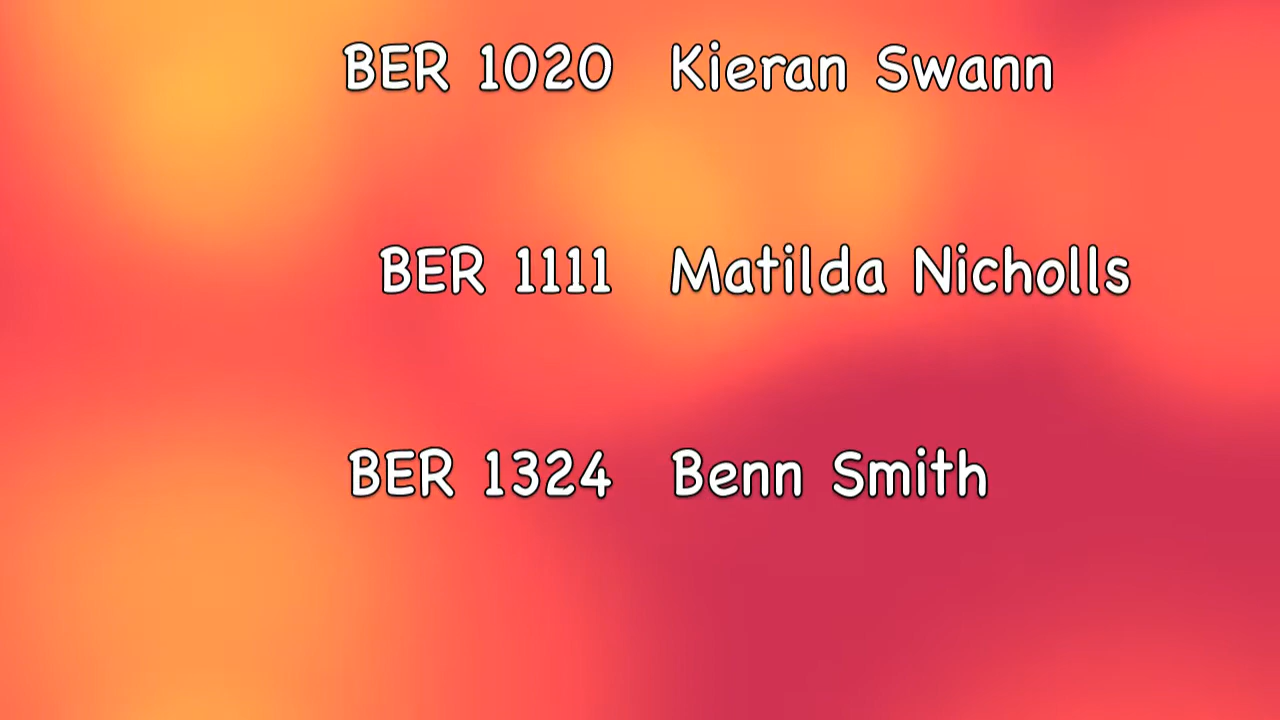 BER 1020 Kieran Swann
BER 1111 Matilda Nicholls
BER 1324 Benn Smith